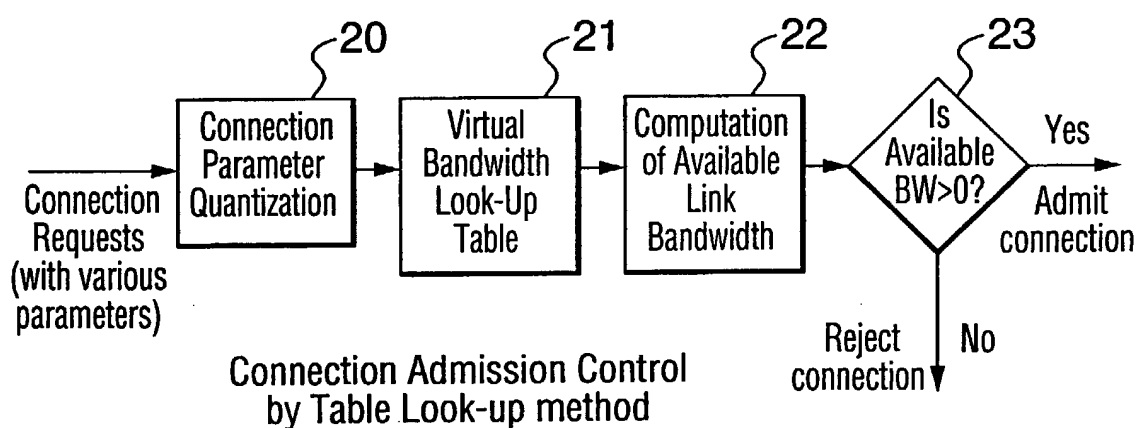 20
21
22
23
Connection
Requests
(with various
parameters)
Connection
Parameter
Quantization
Virtual
Bandwidth
Look-Up
Table
Computation
of Available
Link
Bandwidth
Is
Available
BW>0?
Yes
Admit
connection
Reject
connection
No
Connection Admission Control
by Table Look-up method